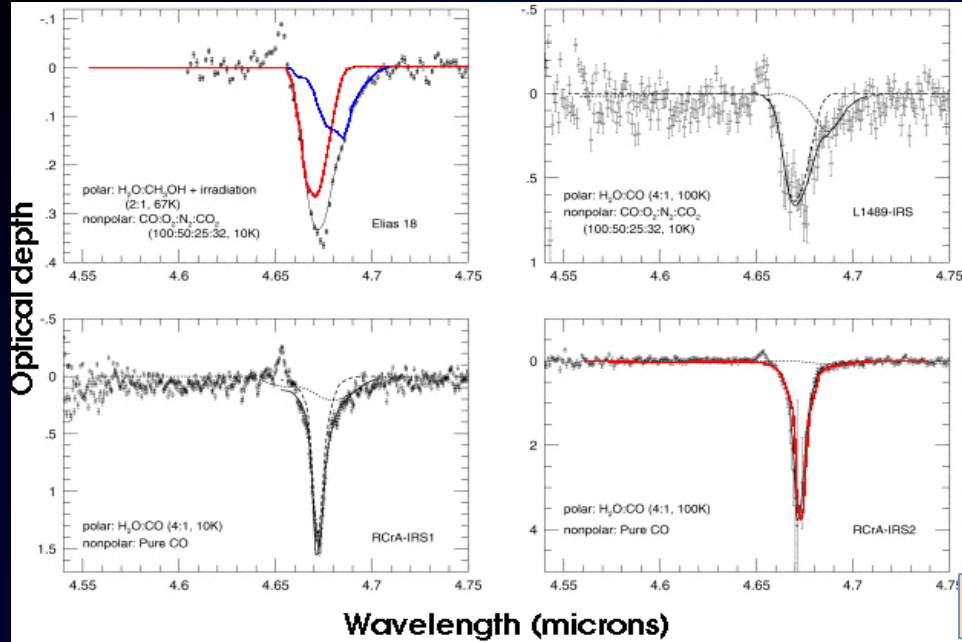 Optical depth
-.1
0
.1
.2
.3
.4
polar: H₂O:CH₃OH + irradiation
(2:1, 67K)
nonpolar: CO:O₂:N₂:CO₂
(100:50:25:32, 10K)
Elias 18
4.55 4.6 4.65 4.7 4.75
-.5
0
.5
1
polar: H₂O:CO (4:1, 100K)
nonpolar: CO:O₂:N₂:CO₂
(100:50:25:32, 10K)
L1489-IRS
4.55 4.6 4.65 4.7 4.75
-.5
0
.5
1
1.5
polar: H₂O:CO (4:1, 10K)
nonpolar: Pure CO
RCrA-IRS1
4.55 4.6 4.65 4.7 4.75
0
2
4
polar: H₂O:CO (4:1, 100K)
nonpolar: Pure CO
RCrA-IRS2
4.55 4.6 4.65 4.7 4.75
Wavelength (microns)